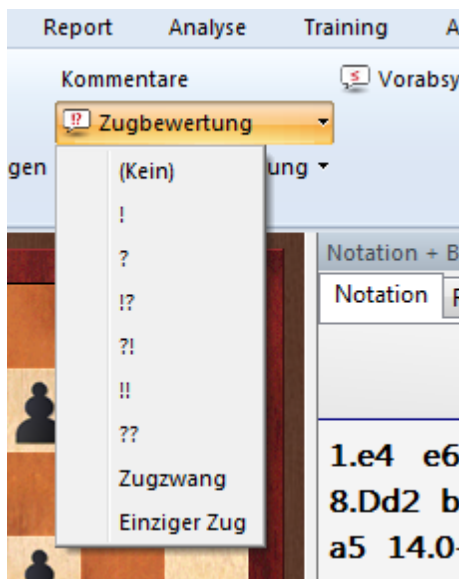 Report Analyse Training A
Kommentare Vorabsy
Zugbewertung
gen ung
(Kein)
!
?
!?
?!
!!
??
Zugzwang
Einziger Zug
Notation + B
Notation
1.e4 e6
8.Dd2 b
a5 14.0-